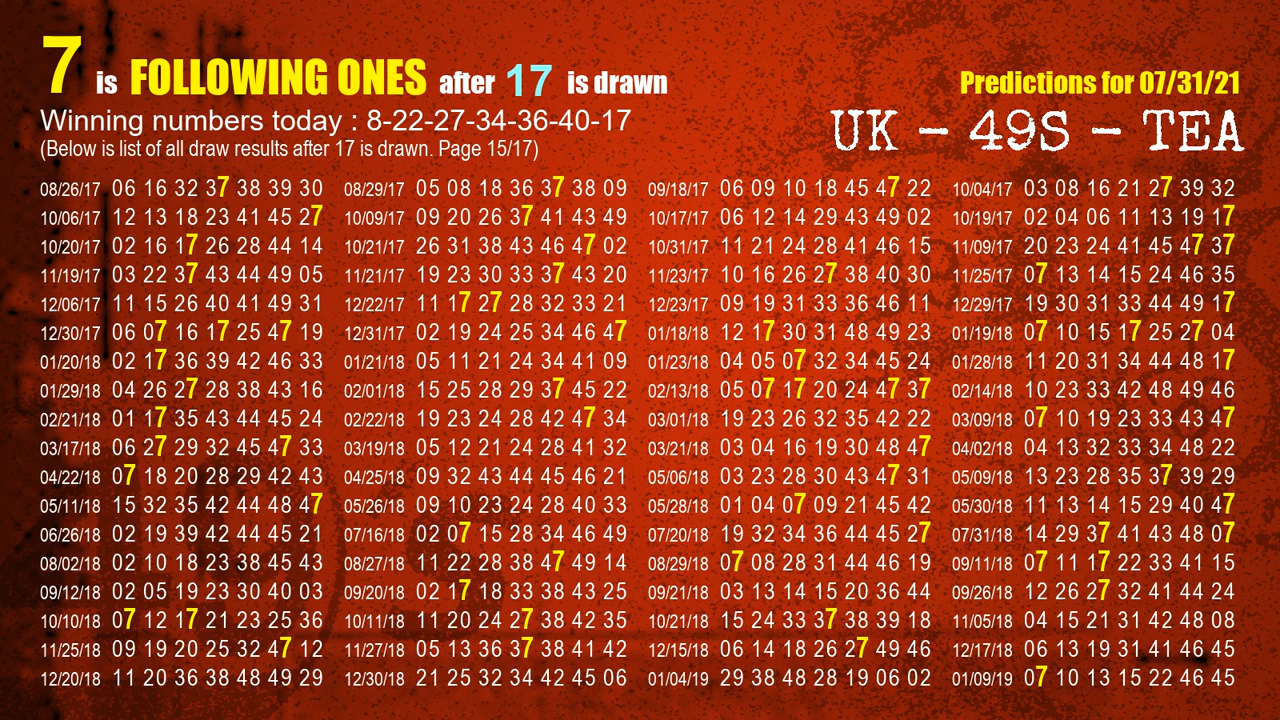 7 is FOLLOWING ONES after 17 is drawn
Predictions for 07/31/21
Winning numbers today : 8-22-27-34-36-40-17
UK - 49S - TEA
(Below is list of all draw results after 17 is drawn. Page 15/17)
08/26/17 06 16 32 37 38 39 30 08/29/17 05 08 18 36 37 38 09 09/18/17 06 09 10 18 45 47 22 10/04/17 03 08 16 21 27 39 32
10/06/17 12 13 18 23 41 45 27 10/09/17 09 20 26 37 41 43 49 10/17/17 06 12 14 29 43 49 02 10/19/17 02 04 06 11 13 19 17
10/20/17 02 16 17 26 28 44 14 10/21/17 26 31 38 43 46 47 02 10/31/17 11 21 24 28 41 46 15 11/09/17 20 23 24 41 45 47 37
11/19/17 03 22 37 43 44 49 05 11/21/17 19 23 30 33 37 43 20 11/23/17 10 16 26 27 38 40 30 11/25/17 07 13 14 15 24 46 35
12/06/17 11 15 26 40 41 49 31 12/22/17 11 17 27 28 32 33 21 12/23/17 09 19 31 33 36 46 11 12/29/17 19 30 31 33 44 49 17
12/30/17 06 07 16 17 25 47 19 12/31/17 02 19 24 25 34 46 47 01/18/18 12 17 30 31 48 49 23 01/19/18 07 10 15 17 25 27 04
01/20/18 02 17 36 39 42 46 33 01/21/18 05 11 21 24 34 41 09 01/23/18 04 05 07 32 34 45 24 01/28/18 11 20 31 34 44 48 17
01/29/18 04 26 27 28 38 43 16 02/01/18 15 25 28 29 37 45 22 02/13/18 05 07 17 20 24 47 37 02/14/18 10 23 33 42 48 49 46
02/21/18 01 17 35 43 44 45 24 02/22/18 19 23 24 28 42 47 34 03/01/18 19 23 26 32 35 42 22 03/09/18 07 10 19 23 33 43 47
03/17/18 06 27 29 32 45 47 33 03/19/18 05 12 21 24 28 41 32 03/21/18 03 04 16 19 30 48 47 04/02/18 04 13 32 33 34 48 22
04/22/18 07 18 20 28 29 42 43 04/25/18 09 32 43 44 45 46 21 05/06/18 03 23 28 30 43 47 31 05/09/18 13 23 28 35 37 39 29
05/11/18 15 32 35 42 44 48 47 05/26/18 09 10 23 24 28 40 33 05/28/18 01 04 07 09 21 45 42 05/30/18 11 13 14 15 29 40 47
06/26/18 02 19 39 42 44 45 21 07/16/18 02 07 15 28 34 46 49 07/20/18 19 32 34 36 44 45 27 07/31/18 14 29 37 41 43 48 07
08/02/18 02 10 18 23 38 45 43 08/27/18 11 22 28 38 47 49 14 08/29/18 07 08 28 31 44 46 19 09/11/18 07 11 17 22 33 41 15
09/12/18 02 05 19 23 30 40 03 09/20/18 02 17 18 33 38 43 25 09/21/18 03 13 14 15 20 36 44 09/26/18 12 26 27 32 41 44 24
10/10/18 07 12 17 21 23 25 36 10/11/18 11 20 24 27 38 42 35 10/21/18 15 24 33 37 38 39 18 11/05/18 04 15 21 31 42 48 08
11/25/18 09 19 20 25 32 47 12 11/27/18 05 13 36 37 38 41 42 12/15/18 06 14 18 26 27 49 46 12/17/18 06 13 19 31 41 46 45
12/20/18 11 20 36 38 48 49 29 12/30/18 21 25 32 34 42 45 06 01/04/19 29 38 48 28 19 06 02 01/09/19 07 10 13 15 22 46 45